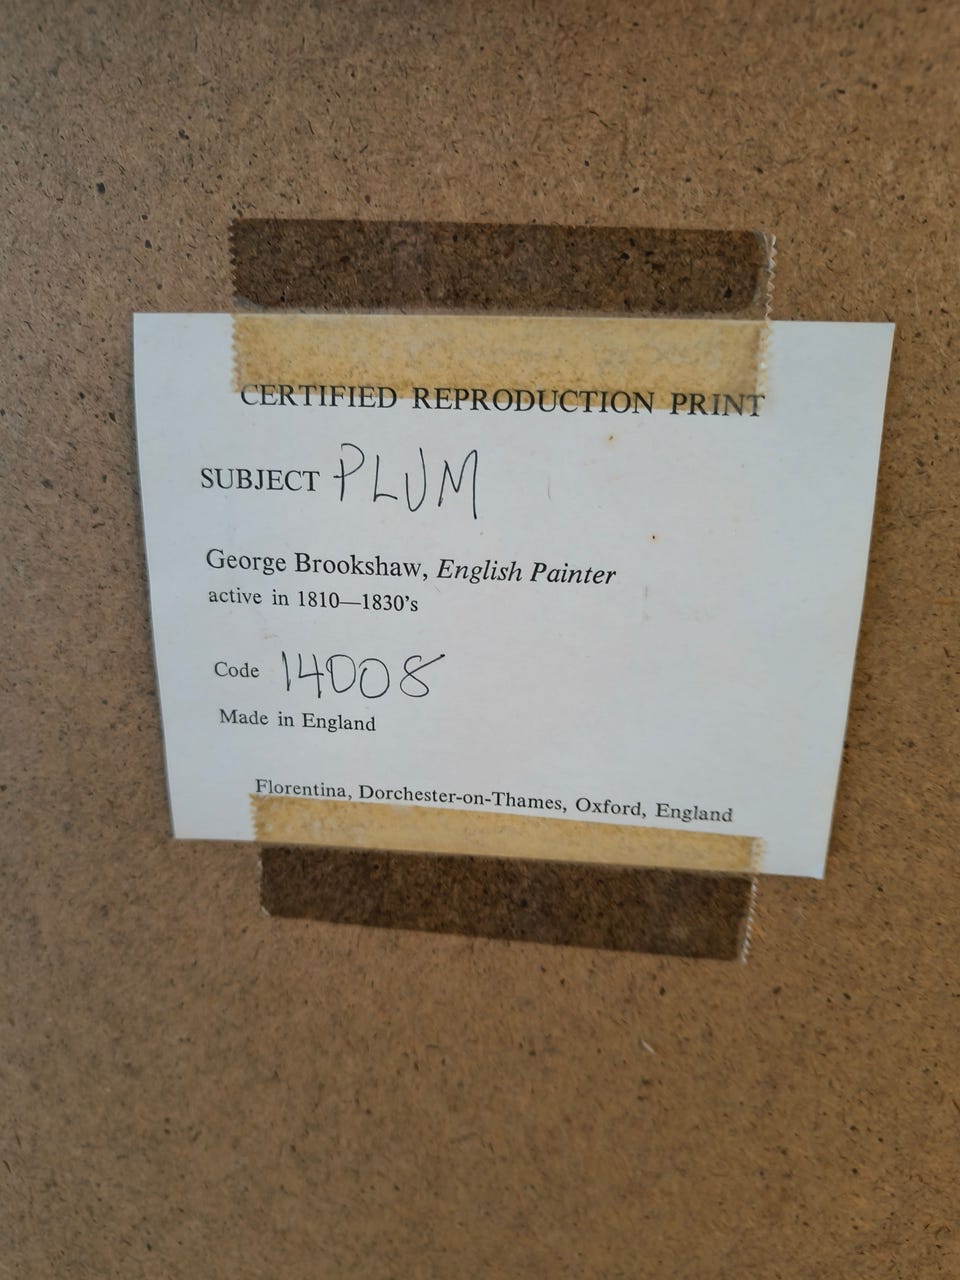 CERTIFIED REPRODUCTION PRINT
SUBJECT PLUM
George Brookshaw, English Painter
active in 1810—1830's
Code 14008
Made in England
Florentina, Dorchester-on-Thames, Oxford, England